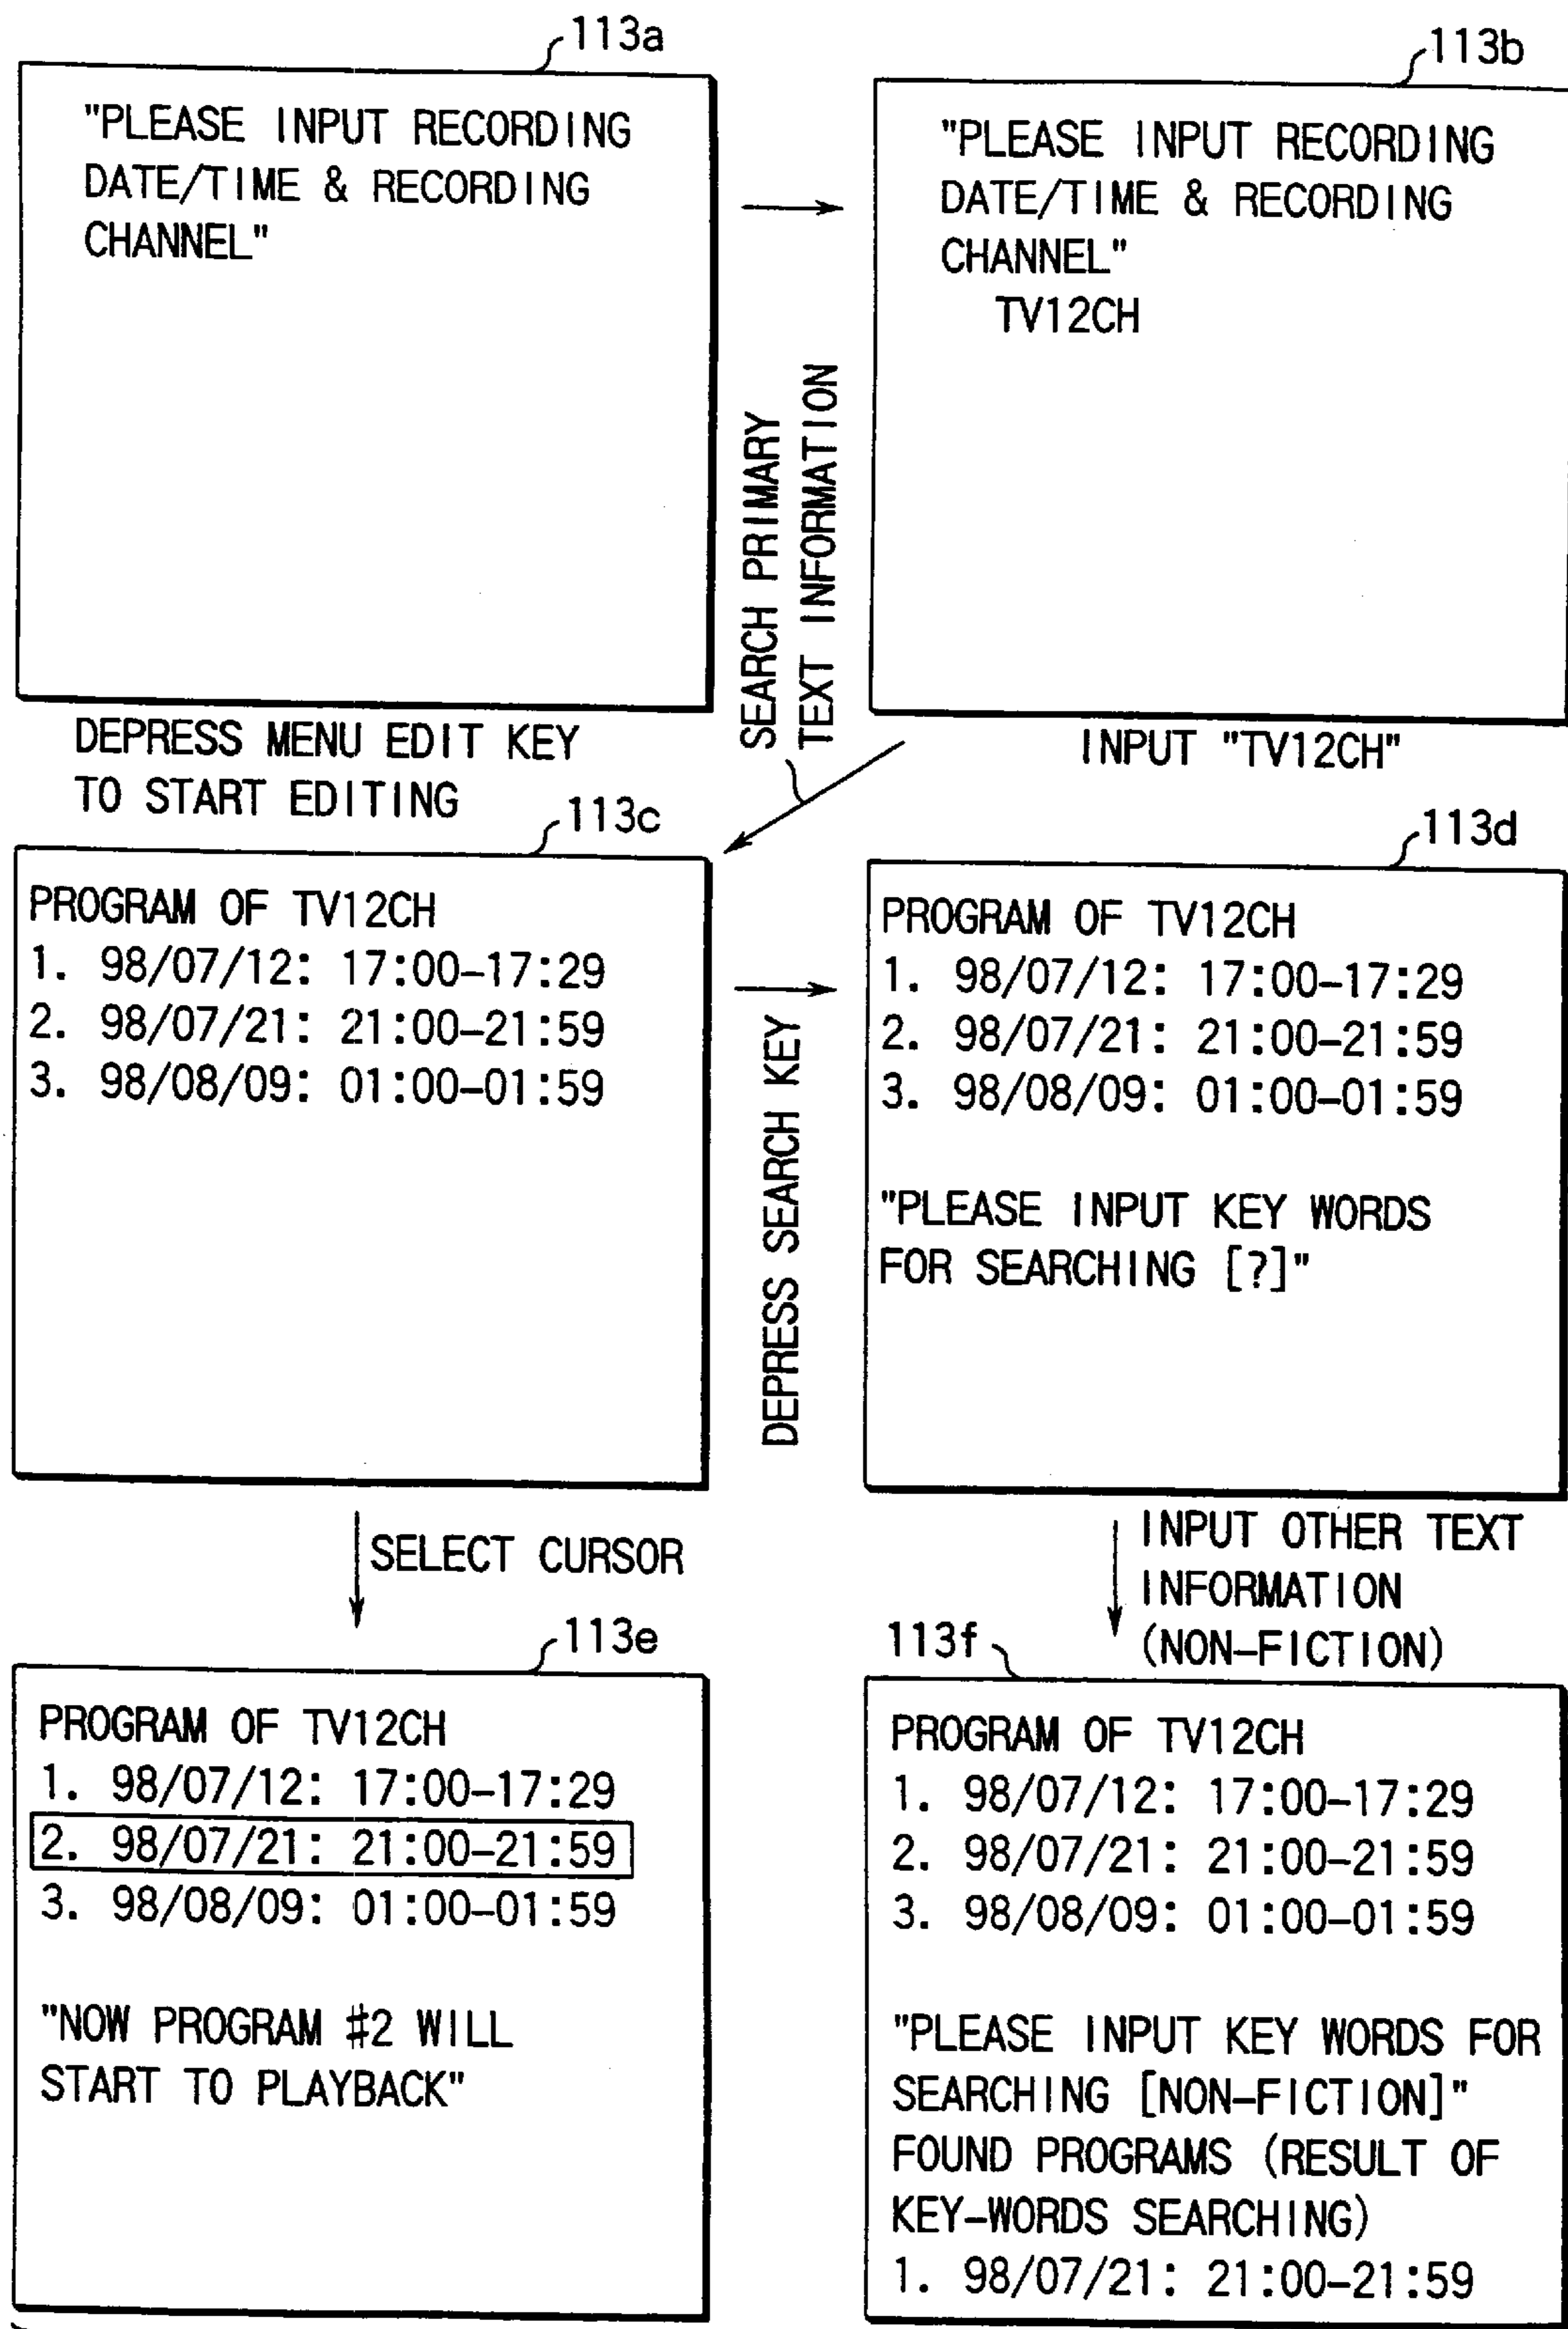 113a
"PLEASE INPUT RECORDING
DATE/TIME & RECORDING
CHANNEL"
DEPRESS MENU EDIT KEY
TO START EDITING
113b
"PLEASE INPUT RECORDING
DATE/TIME & RECORDING
CHANNEL"
TV12CH
INPUT "TV12CH"
SEARCH PRIMARY
TEXT INFORMATION
113c
PROGRAM OF TV12CH
1. 98/07/12: 17:00-17:29
2. 98/07/21: 21:00-21:59
3. 98/08/09: 01:00-01:59
DEPRESS SEARCH KEY
113d
PROGRAM OF TV12CH
1. 98/07/12: 17:00-17:29
2. 98/07/21: 21:00-21:59
3. 98/08/09: 01:00-01:59
"PLEASE INPUT KEY WORDS
FOR SEARCHING [?]"
SELECT CURSOR
113e
PROGRAM OF TV12CH
1. 98/07/12: 17:00-17:29
2. 98/07/21: 21:00-21:59
3. 98/08/09: 01:00-01:59
"NOW PROGRAM #2 WILL
START TO PLAYBACK"
INPUT OTHER TEXT
INFORMATION
(NON-FICTION)
113f
PROGRAM OF TV12CH
1. 98/07/12: 17:00-17:29
2. 98/07/21: 21:00-21:59
3. 98/08/09: 01:00-01:59
"PLEASE INPUT KEY WORDS FOR
SEARCHING [NON-FICTION]"
FOUND PROGRAMS (RESULT OF
KEY-WORDS SEARCHING)
1. 98/07/21: 21:00-21:59